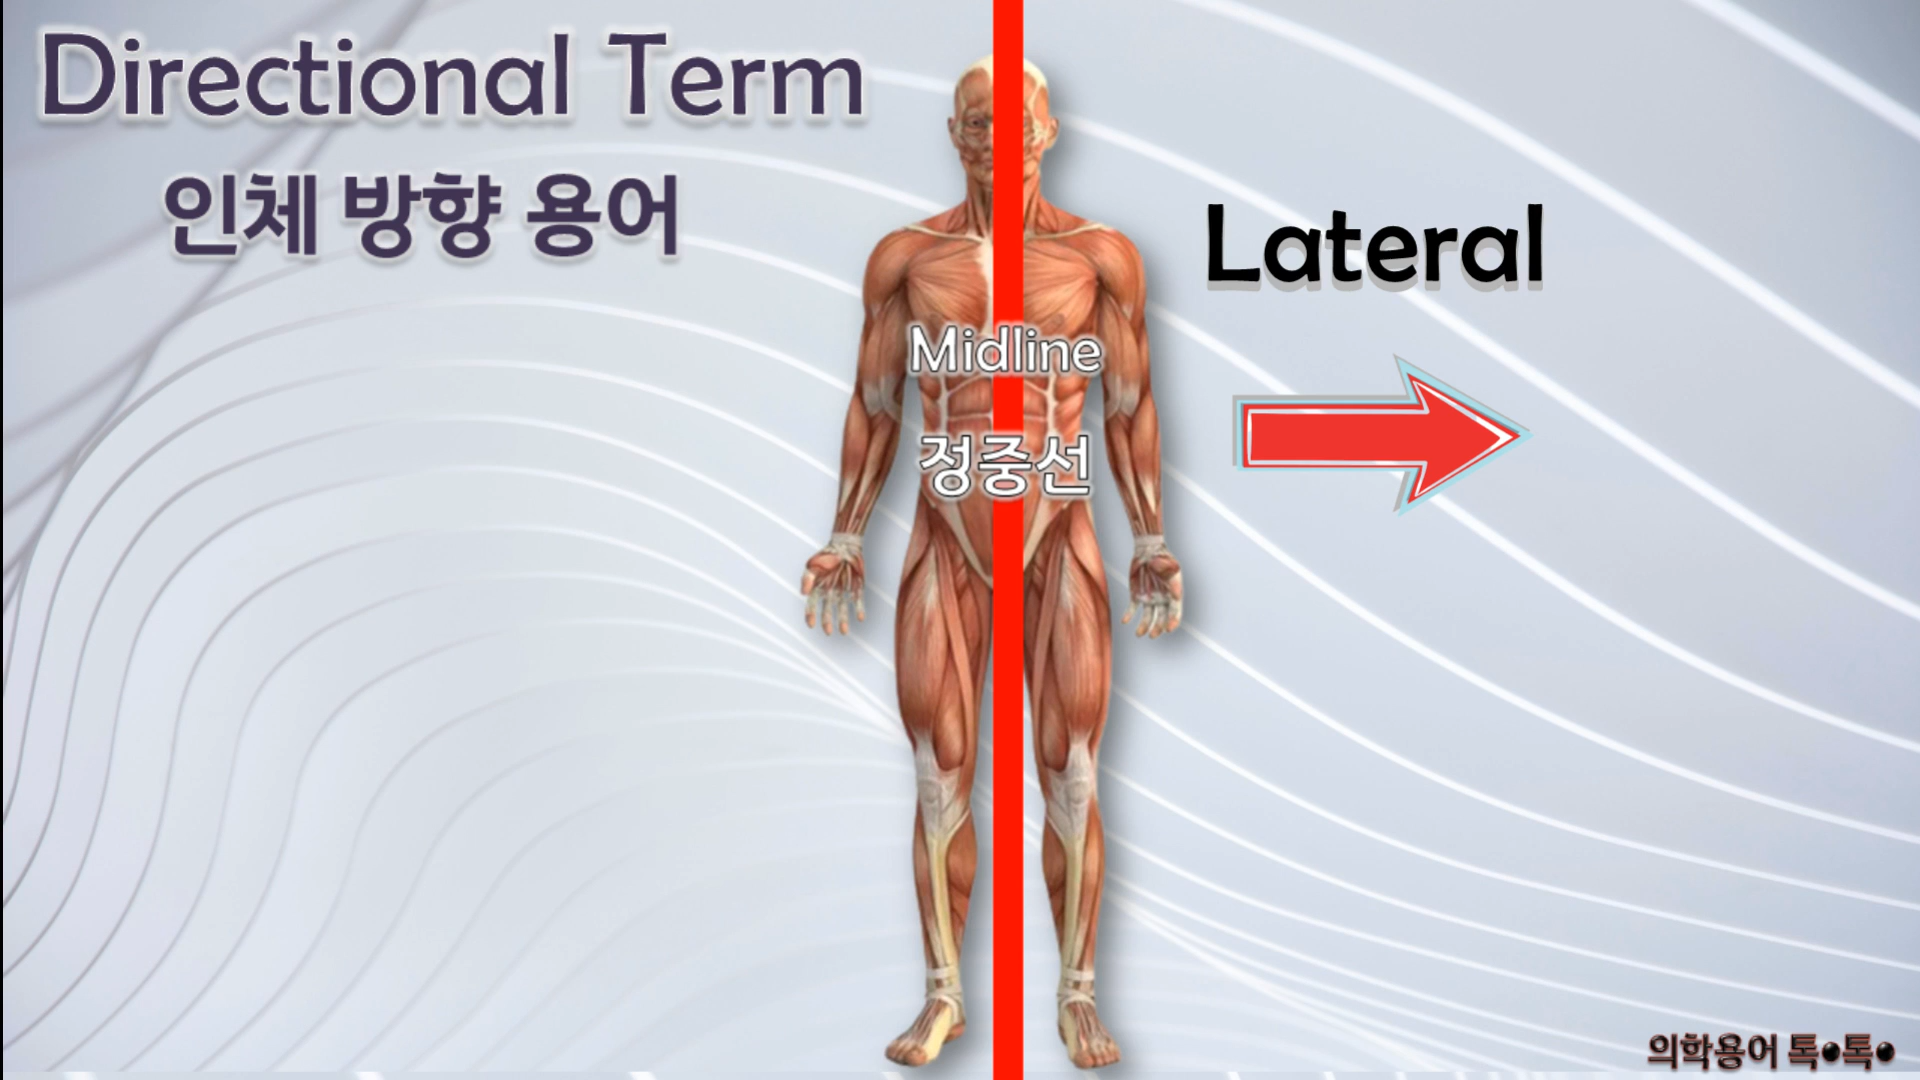 Directional Term
인체 방향 용어
Lateral
Midline
정중선
의학용어 톡•톡•